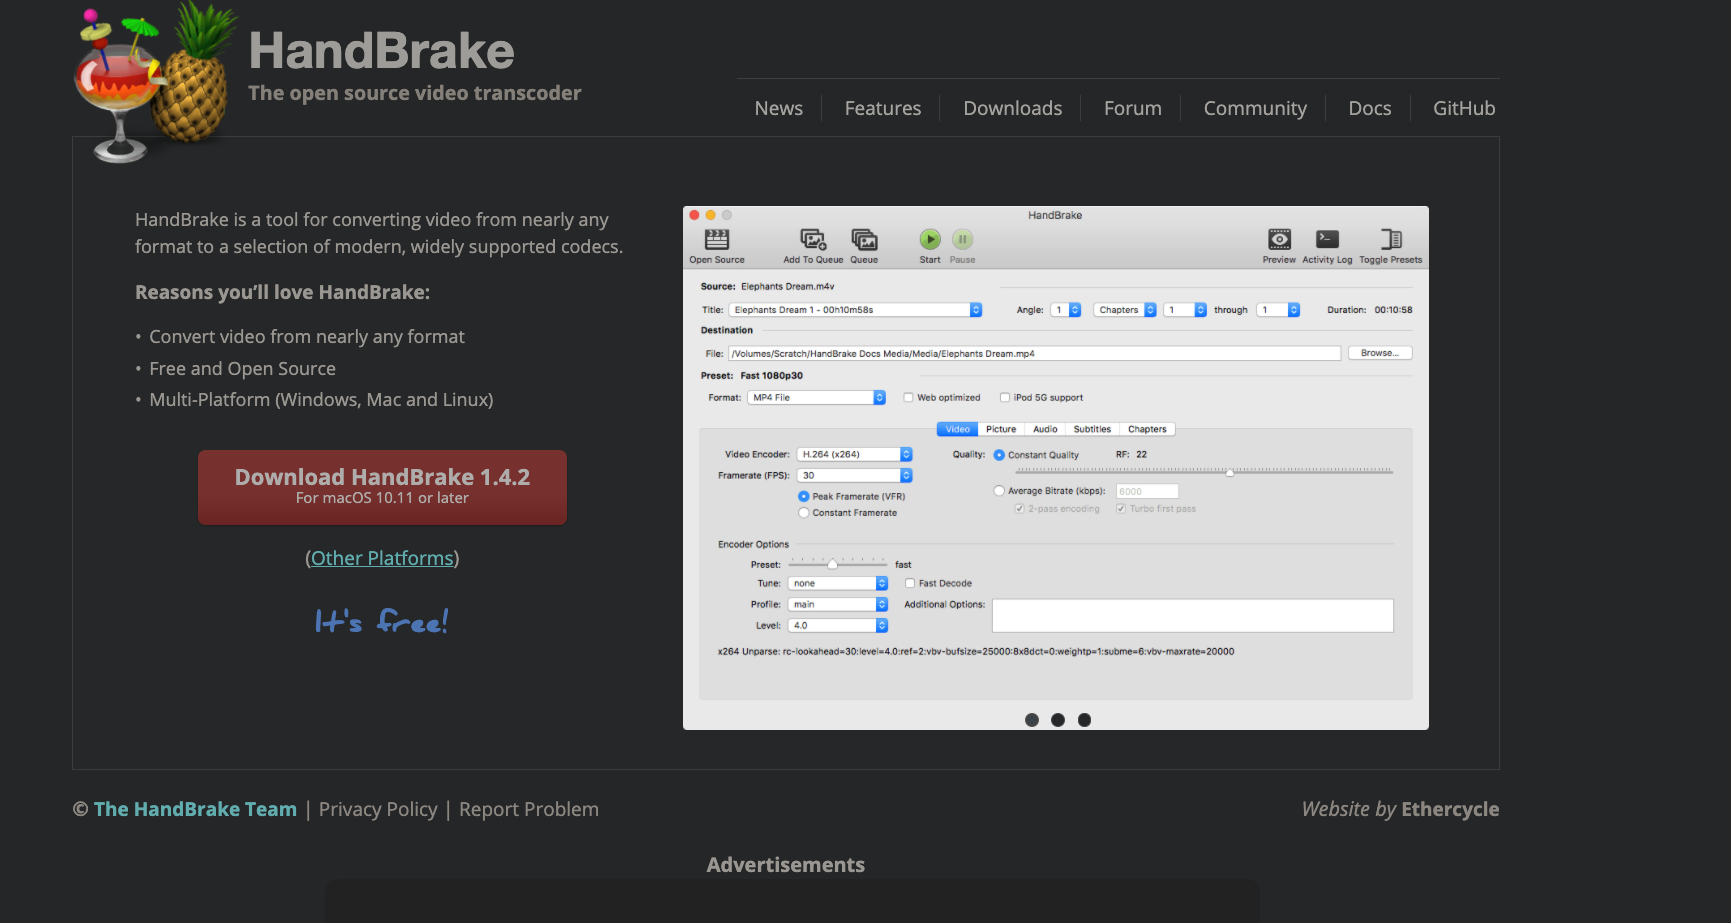 HandBrake
The open source video transcoder
News
Features
Downloads
Forum
Community
Docs
GitHub
HandBrake is a tool for converting video from nearly any
format to a selection of modern, widely supported codecs.
Reasons you’ll love HandBrake:
• Convert video from nearly any format
• Free and Open Source
• Multi-Platform (Windows, Mac and Linux)
Download HandBrake 1.4.2
For macOS 10.11 or later
(Other Platforms)
It's free!
HandBrake
Open Source
Add To Queue
Queue
Start
Pause
Preview
Activity Log
Toggle Presets
Source: Elephants Dream.m4v
Title: Elephants Dream 1 - 00h10m58s
Angle: 1
Chapters
1 through 1
Duration: 00:10:58
Destination
File: /Volumes/Scratch/HandBrake Docs Media/Media/Elephants Dream.mp4
Browse...
Preset: Fast 1080p30
Format: MP4 File
Web optimized
iPod 5G support
Video
Picture
Audio
Subtitles
Chapters
Video Encoder: H.264 (x264)
Quality: Constant Quality RF: 22
Framerate (FPS): 30
Peak Framerate (VFR)
Average Bitrate (kbps): 6000
Constant Framerate
2-pass encoding
Turbo first pass
Encoder Options
Preset: fast
Tune: none
Fast Decode
Profile: main
Additional Options:
Level: 4.0
x264 Unparse: rc-lookahead=30:level=4.0:ref=2:vbv-bufsize=25000:8x8dct=0:weightp=1:subme=6:vbv-maxrate=20000
© The HandBrake Team | Privacy Policy | Report Problem
Website by Ethercycle
Advertisements